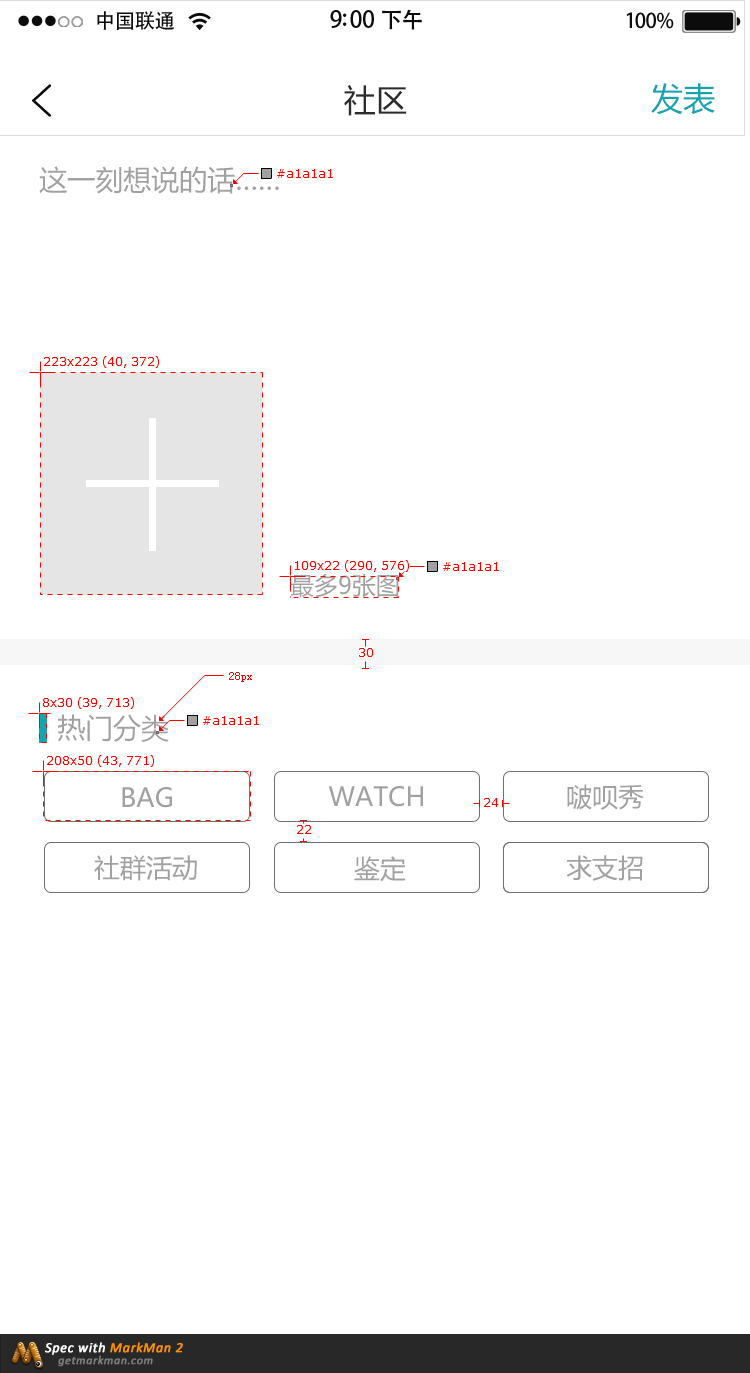 中国联通 9:00 下午 100%
社区 发表
这一刻想说的话...... #a1a1a1
223x223 (40, 372)
109x22 (290, 576) #a1a1a1
最多9张图
30
28px
8x30 (39, 713)
热门分类 #a1a1a1
208x50 (43, 771)
BAG WATCH 24 啵呗秀
22
社群活动 鉴定 求支招
Spec with MarkMan 2
getmarkman.com